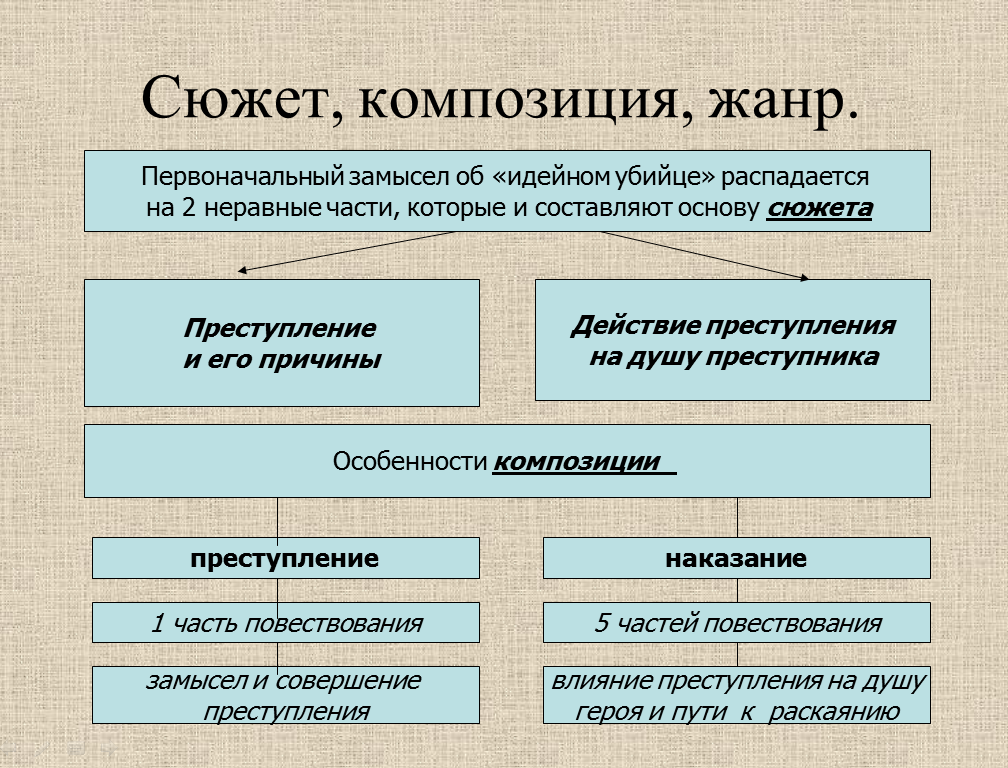 Сюжет, композиция, жанр.
Первоначальный замысел об «идейном убийце» распадается
на 2 неравные части, которые и составляют основу сюжета
Преступление
и его причины
Действие преступления
на душу преступника
Особенности композиции
преступление
наказание
1 часть повествования
5 частей повествования
замысел и совершение
преступления
влияние преступления на душу
героя и пути к раскаянию